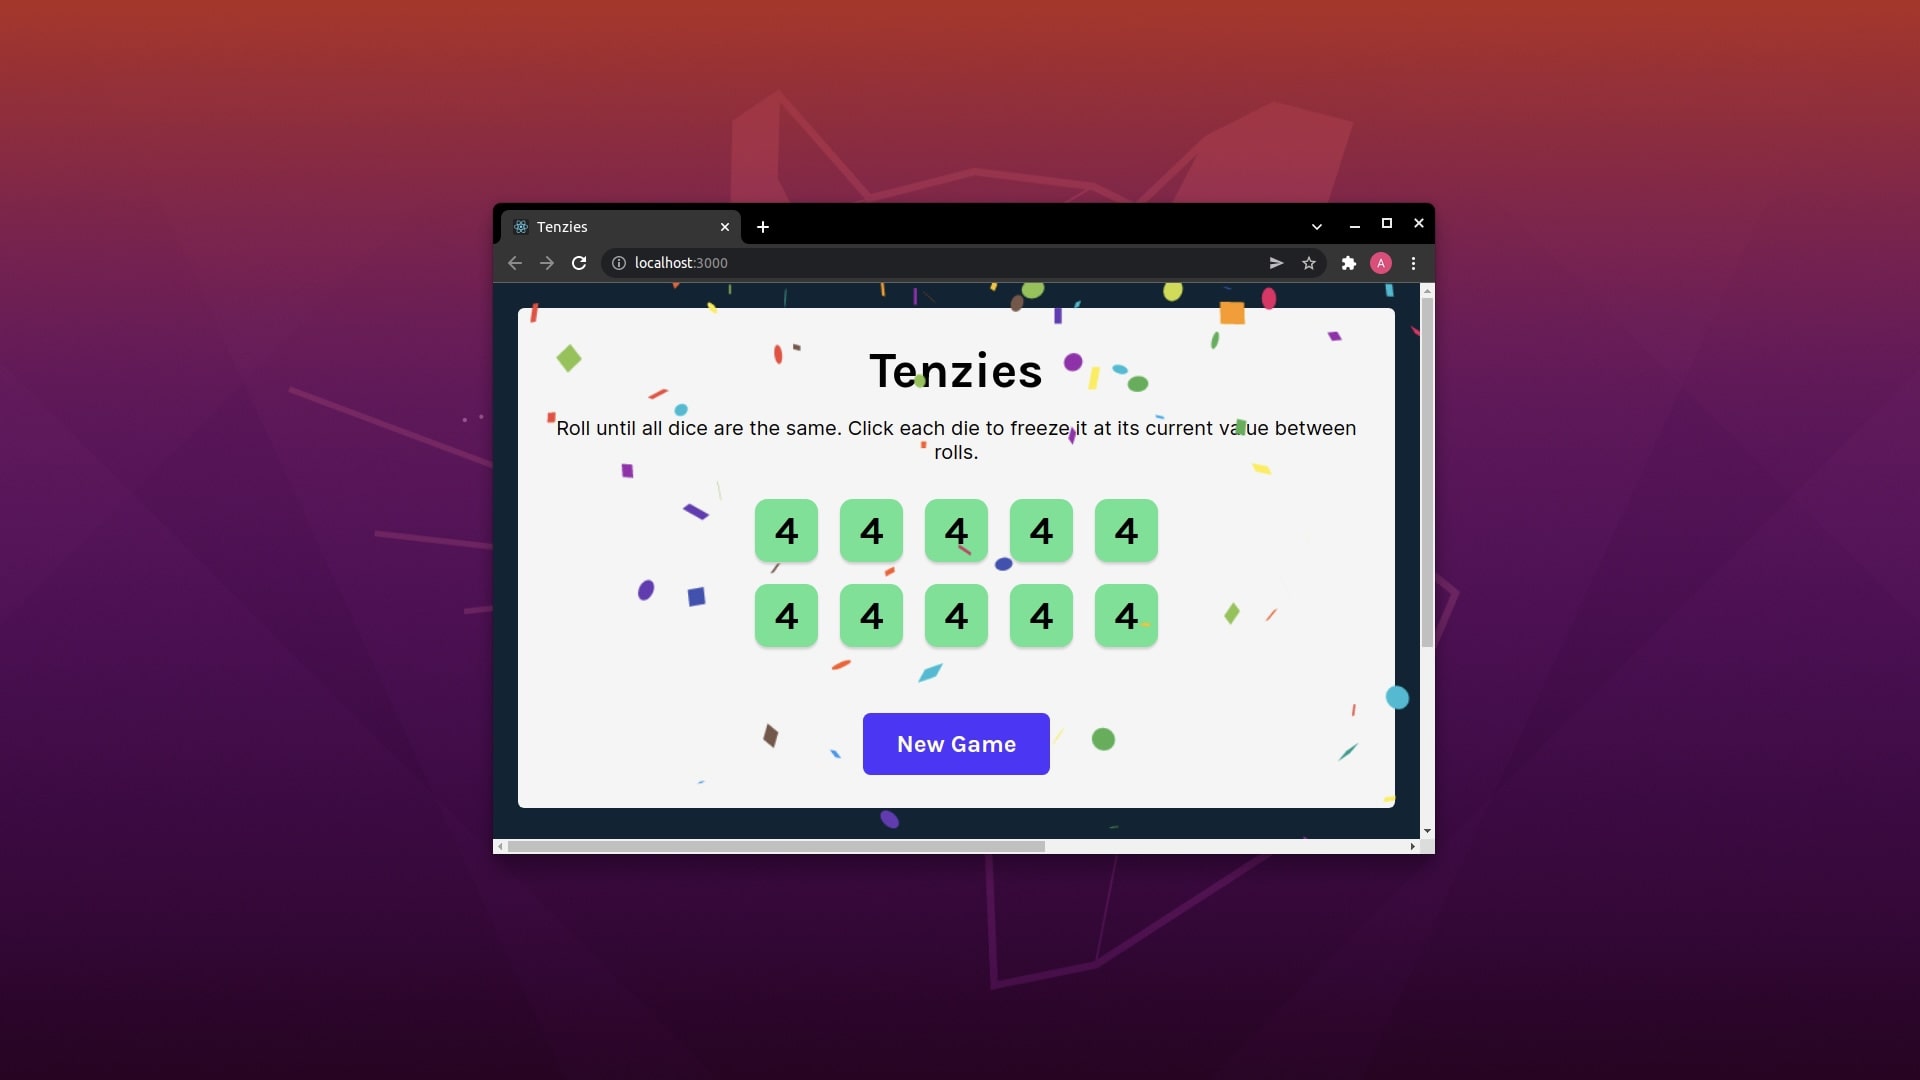 Tenzies
localhost:3000
A
Tenzies
Roll until all dice are the same. Click each die to freeze it at its current value between
rolls.
4 4 4 4 4
4 4 4 4 4
New Game